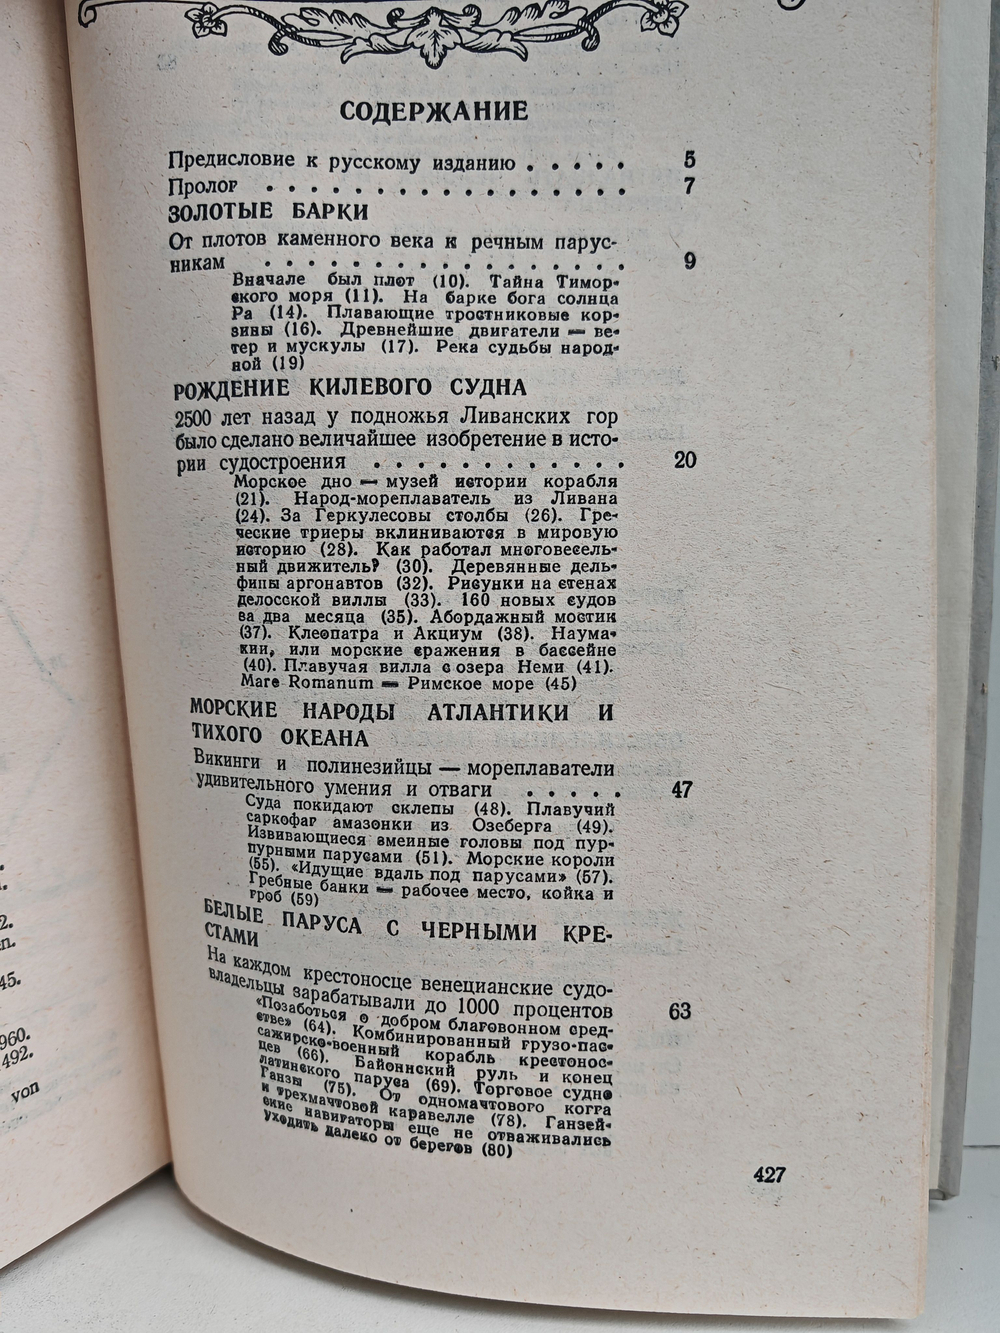 СОДЕРЖАНИЕ
Предисловие к русскому изданию . . . . . 5
Пролог . . . . . . . . . . . . . . . . . 7
ЗОЛОТЫЕ БАРКИ
От плотов каменного века к речным парус-
никам . . . . . . . . . . . . . . . . . 9
Вначале был плот (10). Тайна Тимор-
ского моря (11). На барке бога солнца
Ра (14). Плавающие тростниковые кор-
зины (16). Древнейшие двигатели — ве-
тер и мускулы (17). Река судьбы народ-
ной (19)
РОЖДЕНИЕ КИЛЕВОГО СУДНА
2500 лет назад у подножья Ливанских гор
было сделано величайшее изобретение в исто-
рии судостроения . . . . . . . . . . . . 20
Морское дно — музей истории корабля
(21). Народ-мореплаватель из Ливана
(24). За Геркулесовы столбы (26). Гре-
ческие триеры вклиниваются в мировую
историю (28). Как работал многовесель-
ный движитель? (30). Деревянные дель-
фины аргонавтов (32). Рисунки на стенах
делосской виллы (33). 160 новых судов
за два месяца (35). Абордажный мостик
(37). Клеопатра и Акциум (38). Наума-
хии, или морские сражения в бассейне
(40). Плавучая вилла с озера Неми (41).
Mare Romanum — Римское море (45)
МОРСКИЕ НАРОДЫ АТЛАНТИКИ И
ТИХОГО ОКЕАНА
Викинги и полинезийцы — мореплаватели
удивительного умения и отваги . . . . . 47
Суда покидают склепы (48). Плавучий
саркофаг амазонки из Озеберга (49).
Извивающиеся змеиные головы под пур-
пурными парусами (51). Морские короли
(55). «Идущие вдаль под парусами» (57).
Гребные банки — рабочее место, койка и
гроб (59)
БЕЛЫЕ ПАРУСА С ЧЕРНЫМИ КРЕ-
СТАМИ
На каждом крестоносце венецианские судо-
владельцы зарабатывали до 1000 процентов 63
«Позаботься о добром благовонном сред-
стве» (64). Комбинированный грузо-пас-
сажирско-военный корабль крестонос-
цев (66). Байоннский руль и конец
латинского паруса (69). Торговое судно
Ганзы (75). От одномачтового когга
к трехмачтовой каравелле (78). Ганзей-
ские навигаторы еще не отваживались
уходить далеко от берегов (80)
427
2.
45.
960.
492.
von